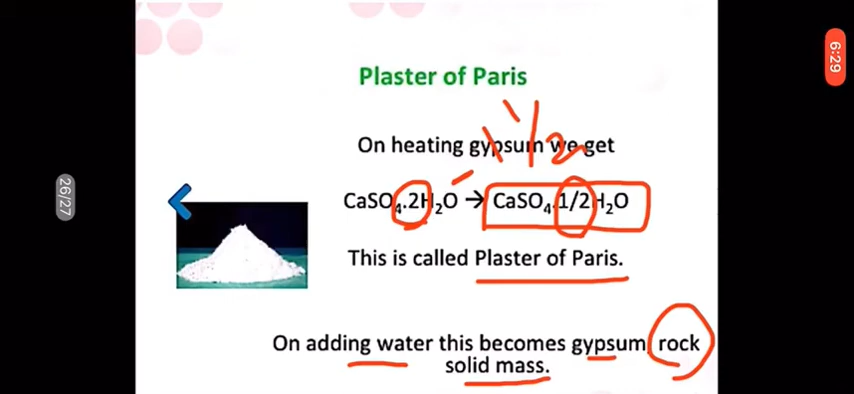 Plaster of Paris
On heating gypsum we get
CaSO₄.2H₂O → CaSO₄.1/2H₂O
This is called Plaster of Paris.
On adding water this becomes gypsum, rock
solid mass.
1 1/2
6:29
26/27